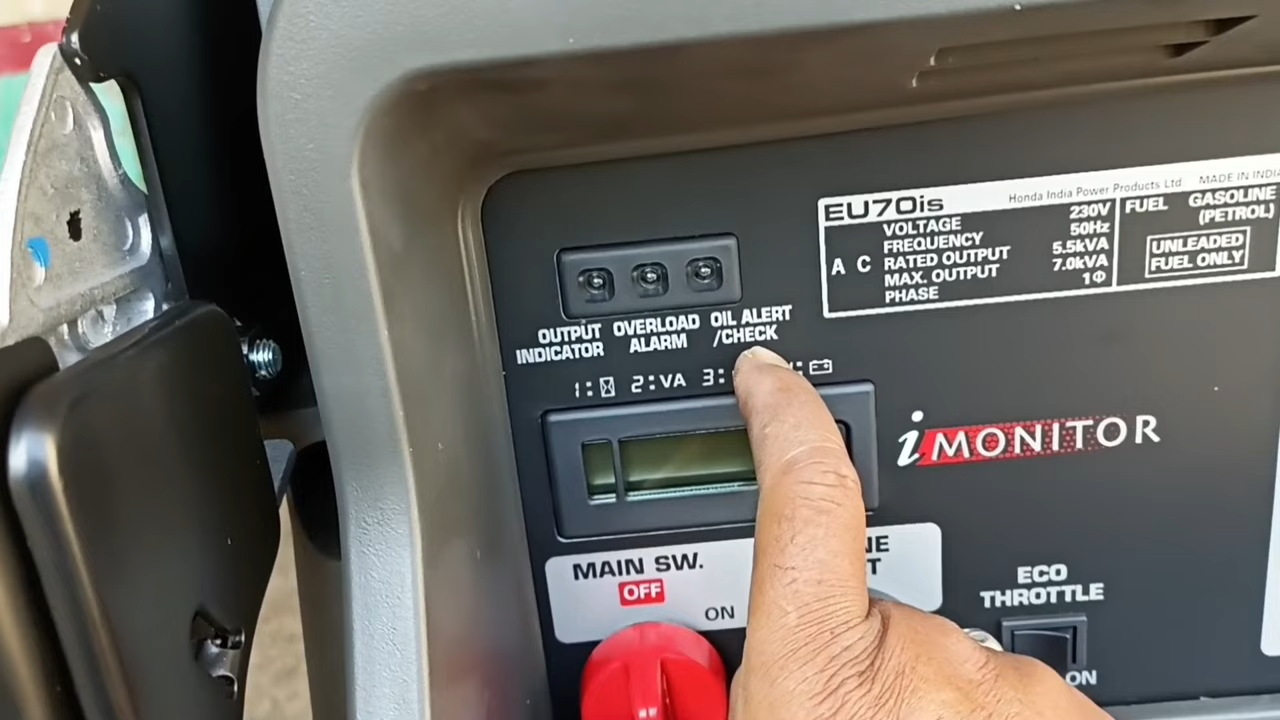 EU70is
Honda India Power Products Ltd
MADE IN INDIA
A C
VOLTAGE 230V
FREQUENCY 50Hz
RATED OUTPUT 5.5kVA
MAX. OUTPUT 7.0kVA
PHASE 1Φ
FUEL GASOLINE
(PETROL)
UNLEADED
FUEL ONLY
OUTPUT
INDICATOR
OVERLOAD
ALARM
OIL ALERT
/CHECK
1: 2:VA 3:
i MONITOR
MAIN SW.
OFF
ON
ECO
THROTTLE
ON